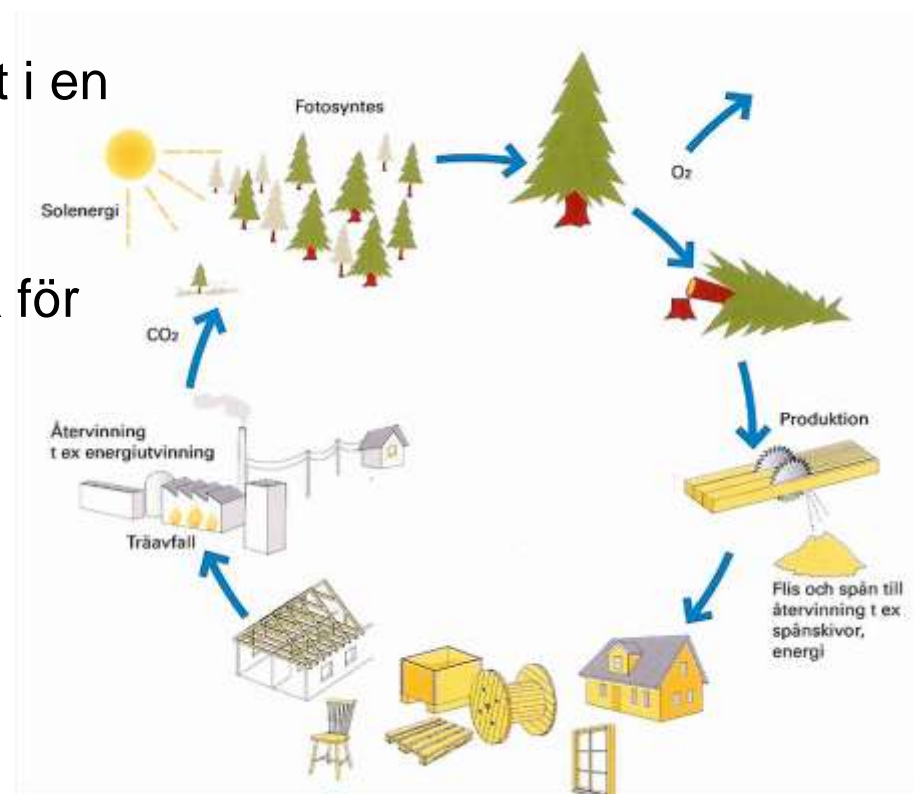 t i en
för
Fotosyntes
Solenergi
O₂
CO₂
Produktion
Återvinning
t ex energiutvinning
Träavfall
Flis och spån till
återvinning t ex
spånskivor,
energi